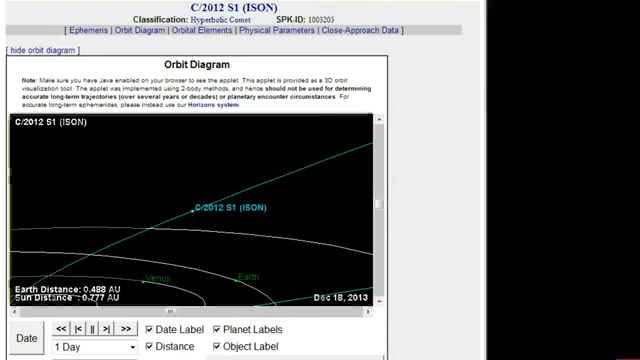 C/2012 S1 (ISON)
Classification: Hyperbolic Comet SPK-ID: 1003203
[ Ephemeris | Orbit Diagram | Orbital Elements | Physical Parameters | Close-Approach Data ]
[ hide orbit diagram ]
Orbit Diagram
Note: Make sure you have Java enabled on your browser to see the applet. This applet is provided as a 3D orbit
visualization tool. The applet was implemented using 2-body methods, and hence should not be used for determining
accurate long-term trajectories (over several years or decades) or planetary encounter circumstances. For
accurate long-term ephemerides, please instead use our Horizons system.
C/2012 S1 (ISON)
C/2012 S1 (ISON)
Venus
Earth
Earth Distance: 0.488 AU
Sun Distance : 0.777 AU
Dec 18, 2013
Date
<< |< || >| >>
1 Day
Date Label
Planet Labels
Distance
Object Label